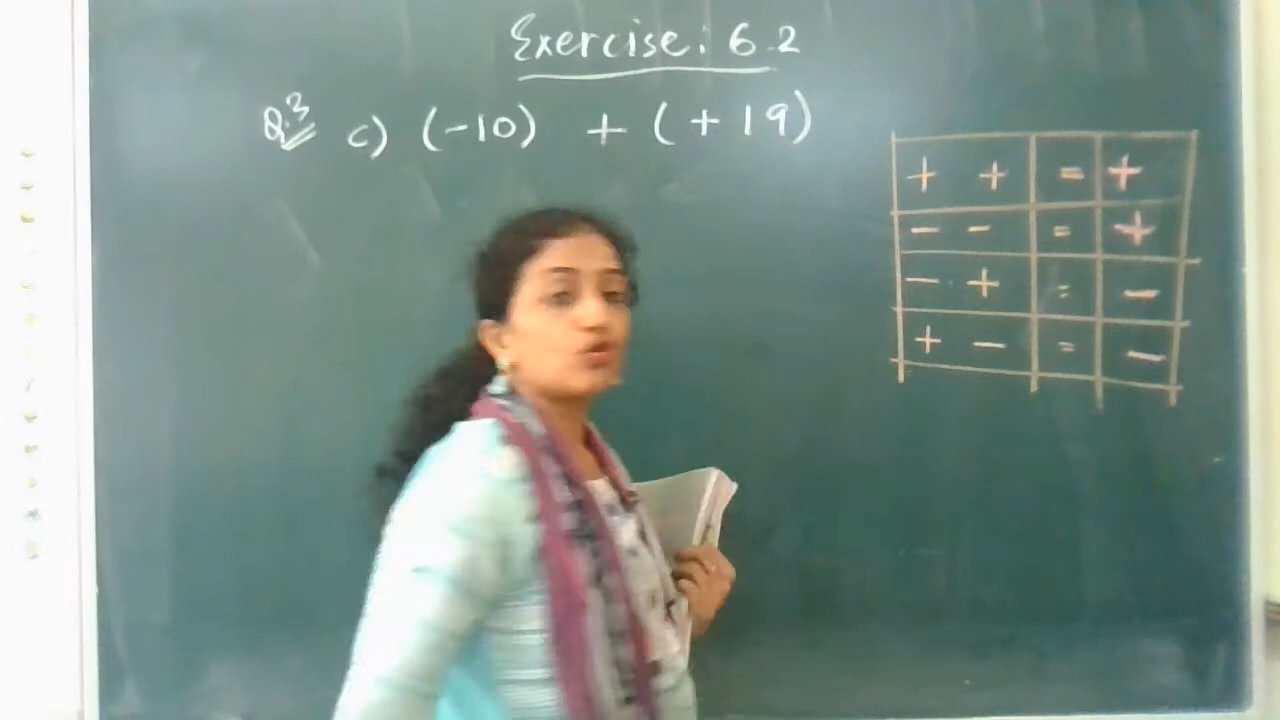 Exercise: 6.2
Q.3 c) (-10) + (+19)
+ + = +
- - = +
- + = -
+ - = -